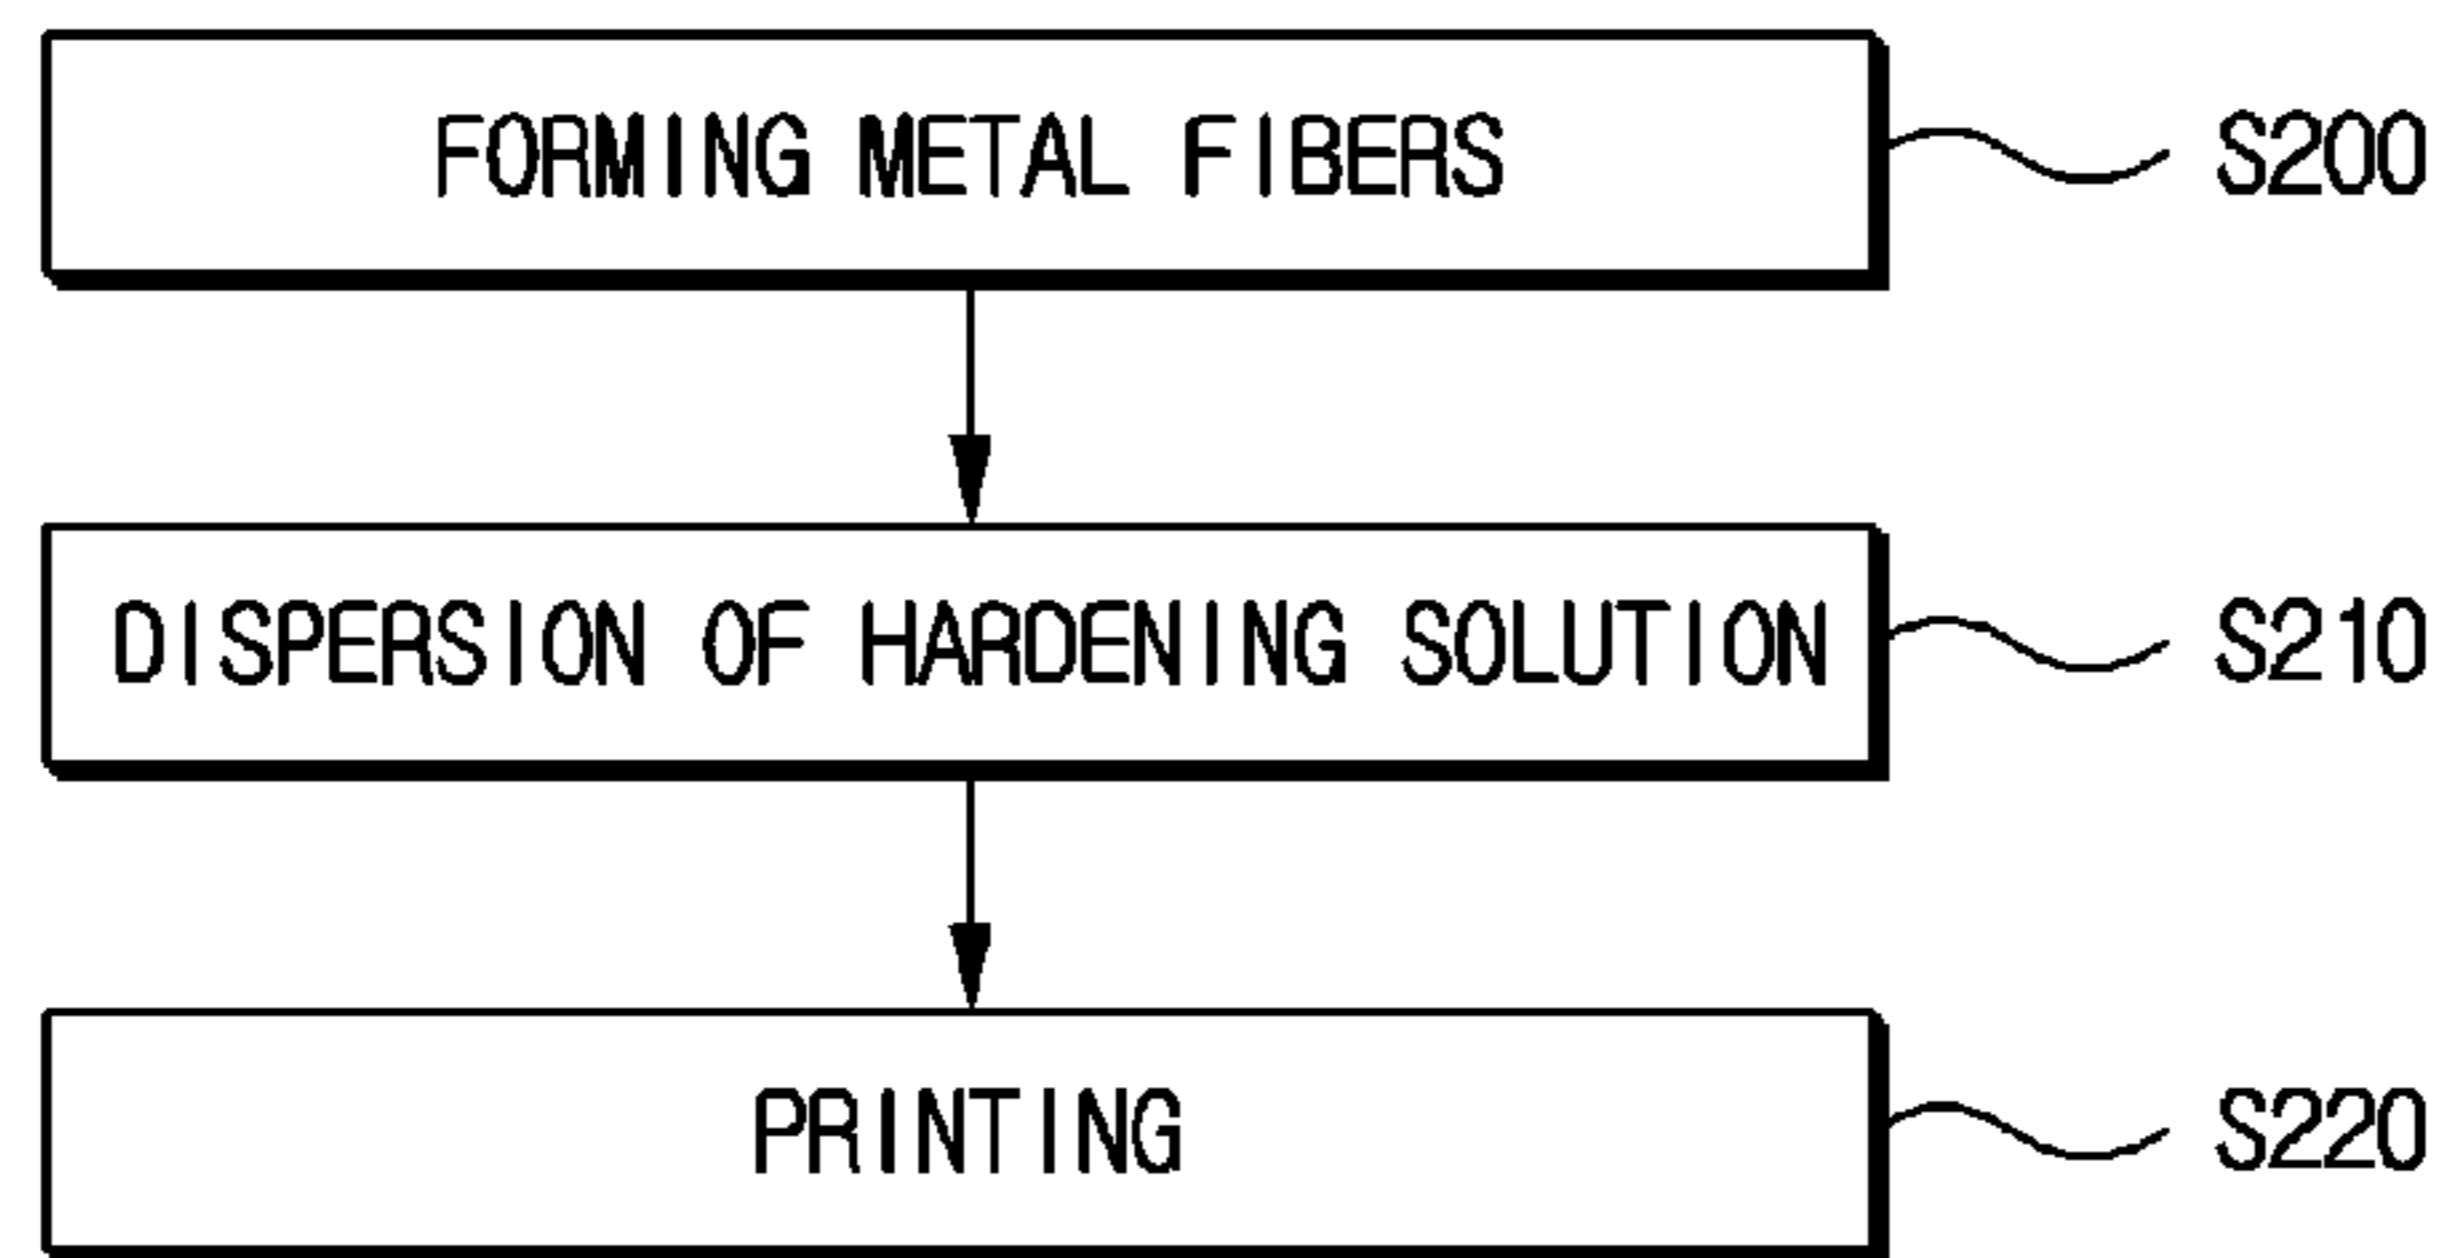 FORMING METAL FIBERS S200
DISPERSION OF HARDENING SOLUTION S210
PRINTING S220